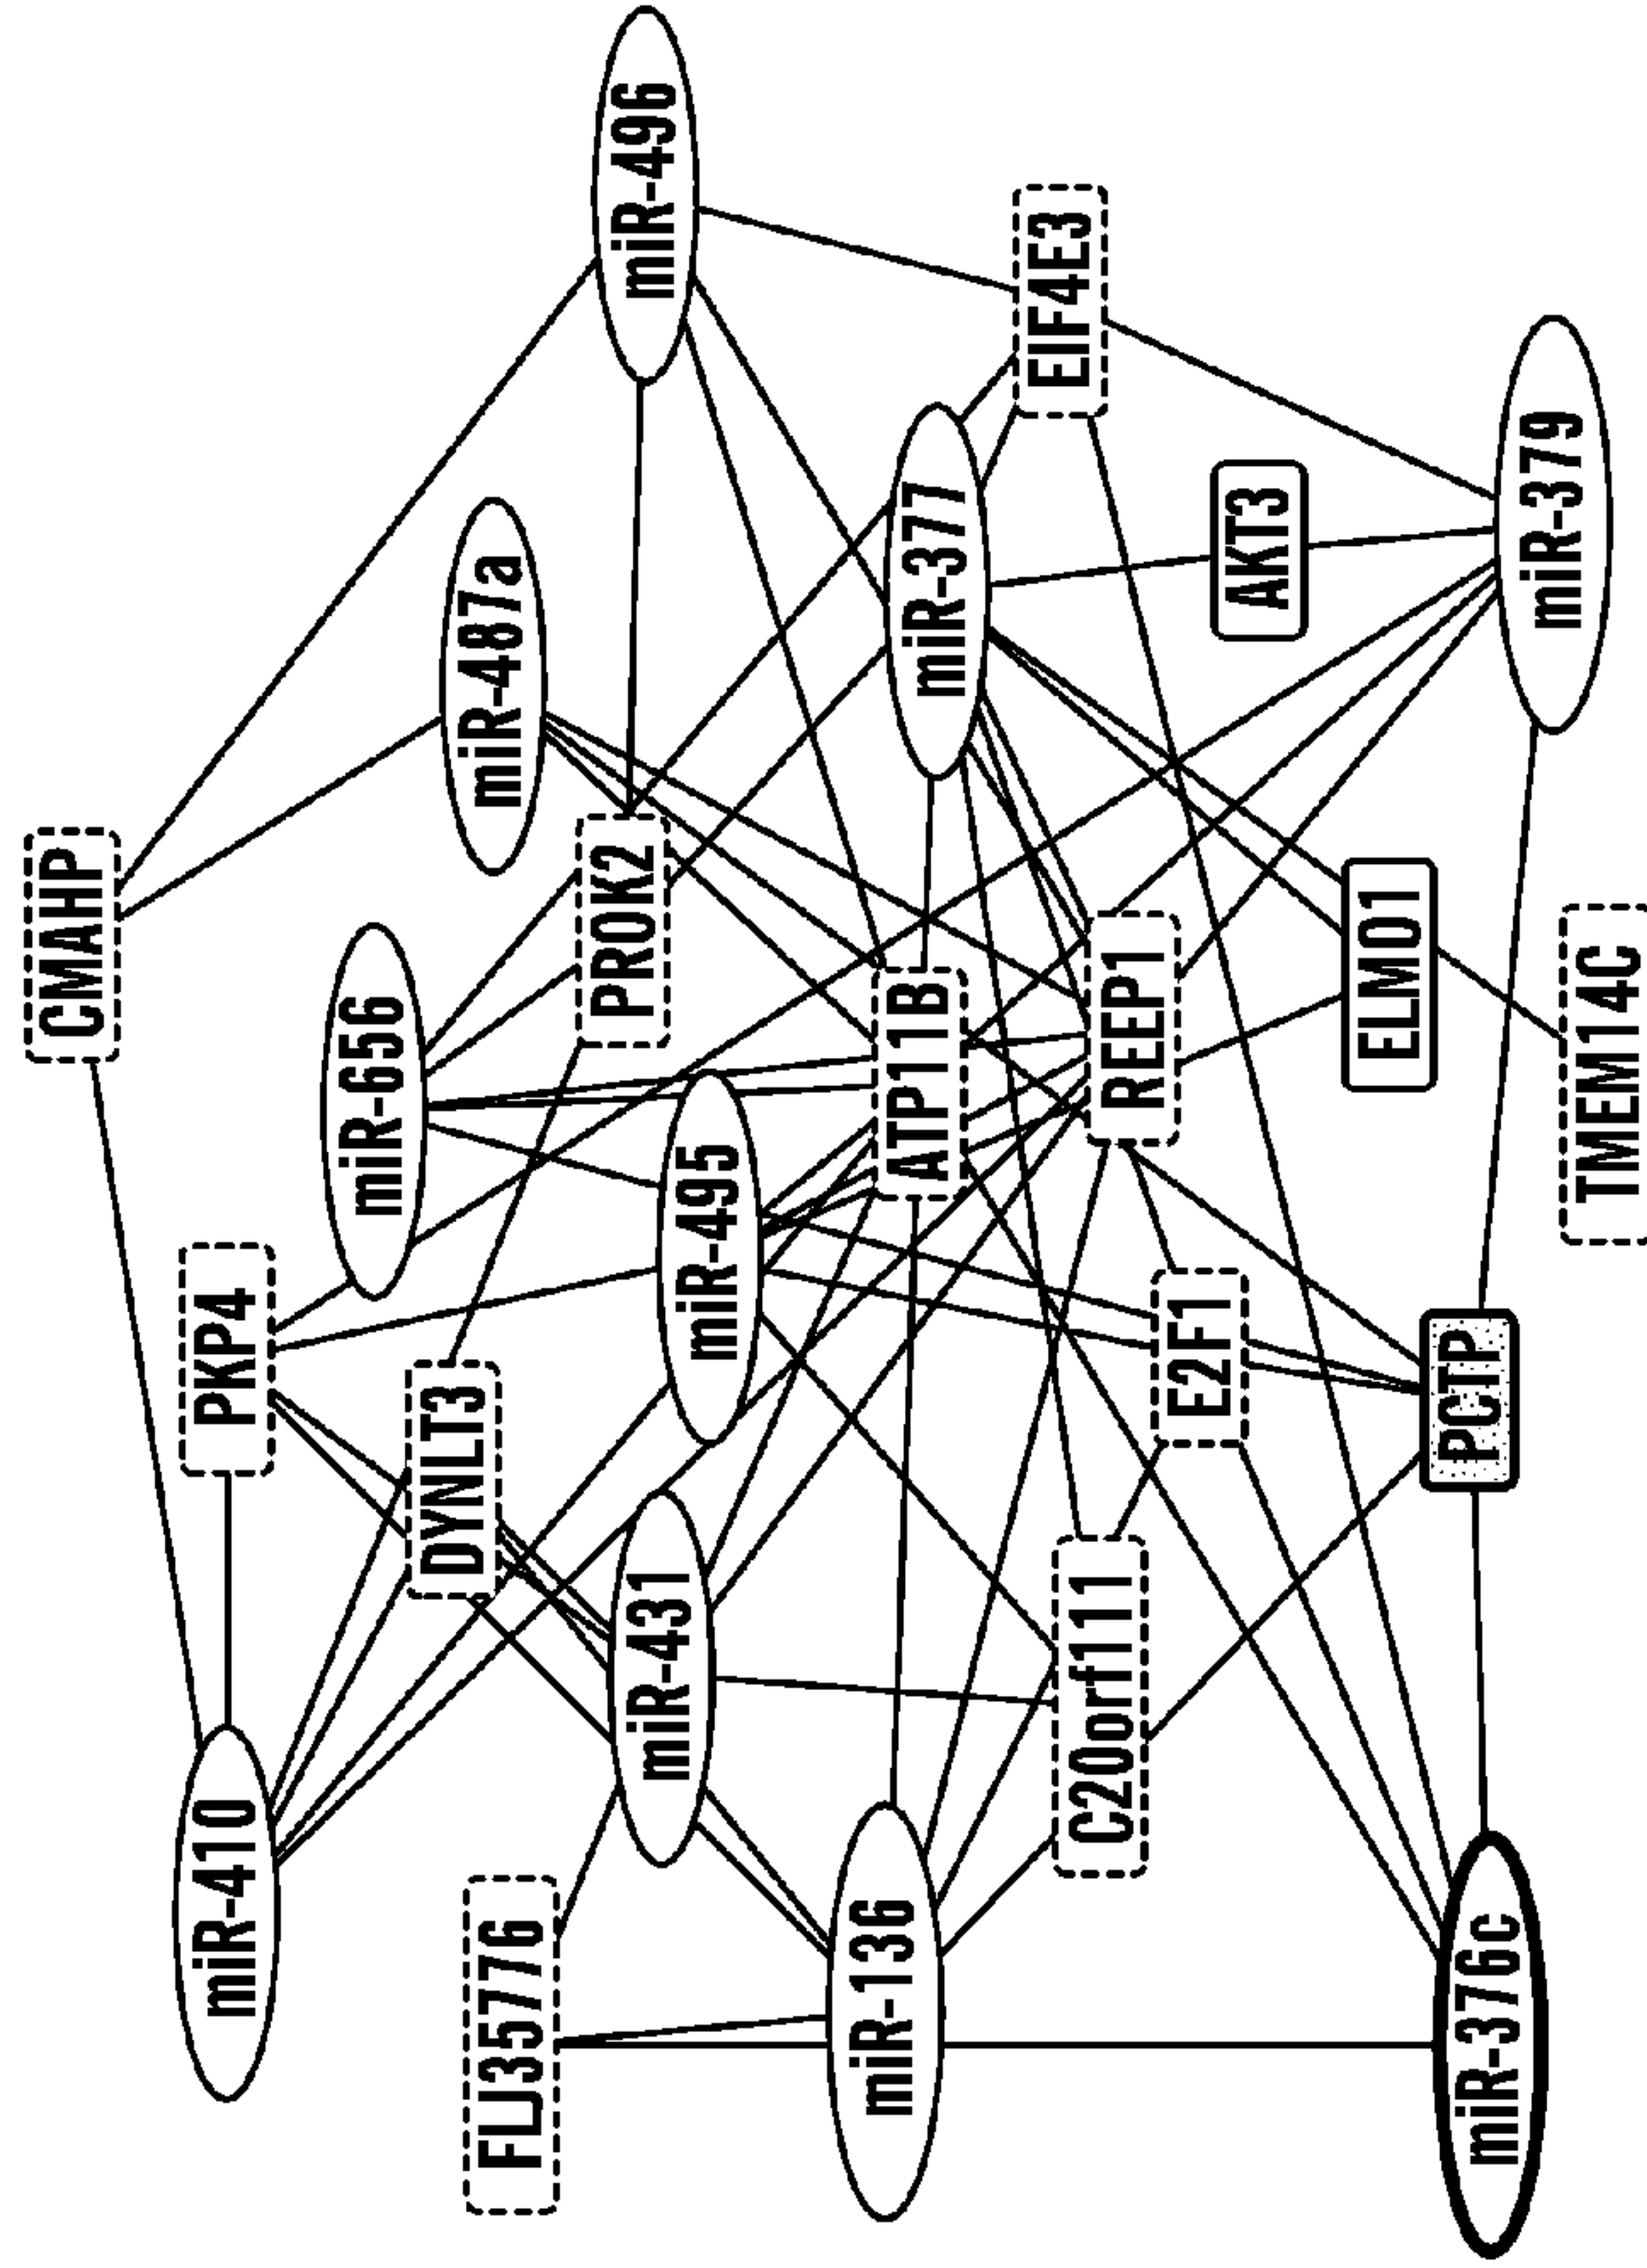 CMAHP
miR-496
miR-487a
miR-656
PKP4
PROK2
miR-410
DYNLT3
miR-495
miR-377
EIF4E3
FLJ35776
miR-431
ATP11B
REEP1
AKT3
miR-136
C20orf111
E2F1
ELMO1
miR-379
miR-376c
PCTP
TMEM14C